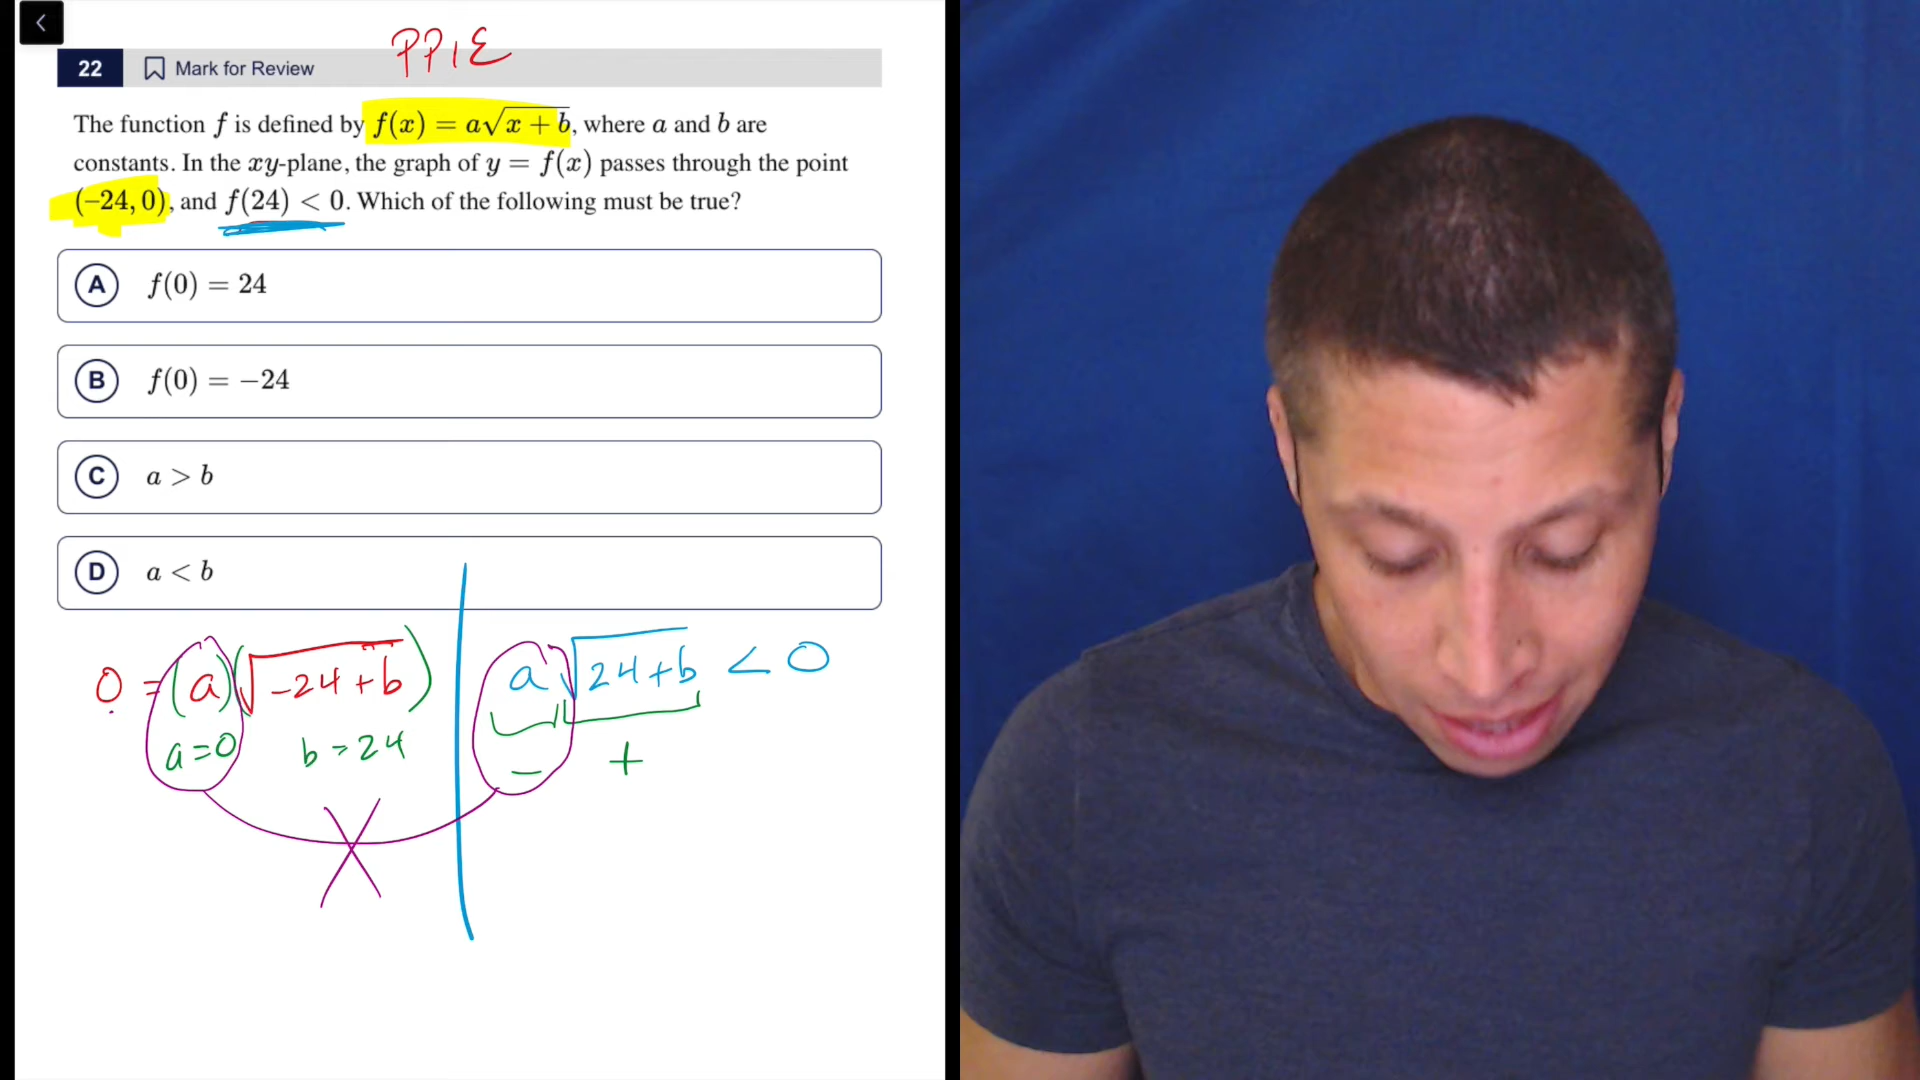 PPIE
22 Mark for Review
The function f is defined by f(x) = a√(x + b), where a and b are
constants. In the xy-plane, the graph of y = f(x) passes through the point
(−24, 0), and f(24) < 0. Which of the following must be true?
A f(0) = 24
B f(0) = −24
C a > b
D a < b
0 = (a)(√(-24+b)) a√(24+b) < 0
a=0 b=24 − +
X